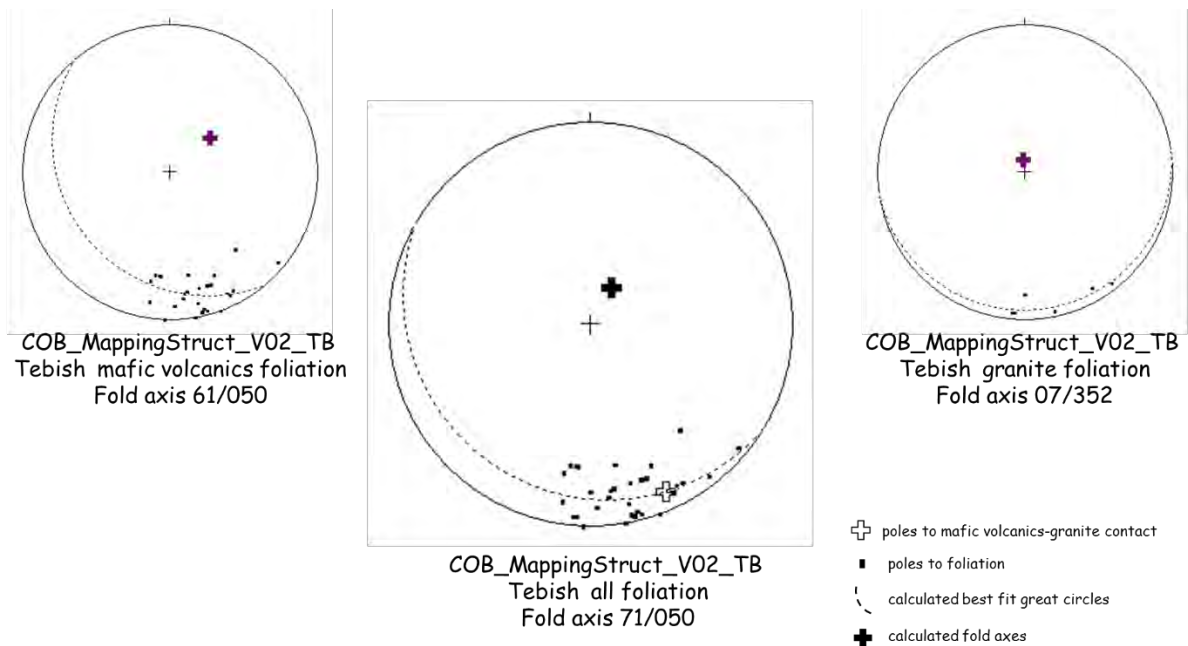 COB_MappingStruct_V02_TB
Tebish mafic volcanics foliation
Fold axis 61/050
COB_MappingStruct_V02_TB
Tebish all foliation
Fold axis 71/050
COB_MappingStruct_V02_TB
Tebish granite foliation
Fold axis 07/352
poles to mafic volcanics-granite contact
poles to foliation
calculated best fit great circles
calculated fold axes